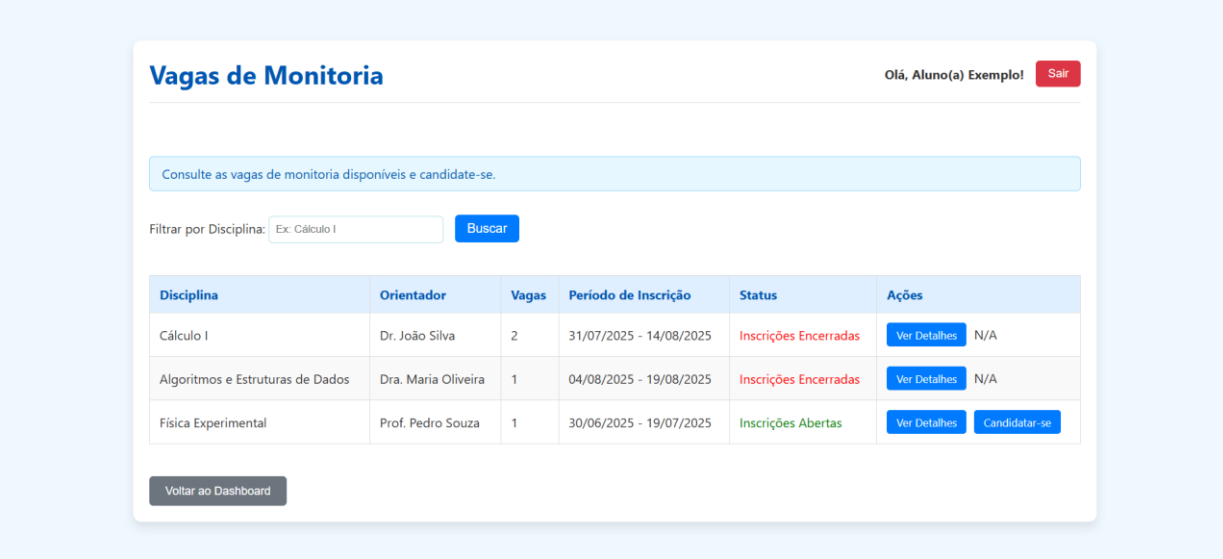 Vagas de Monitoria
Olá, Aluno(a) Exemplo! Sair
Consulte as vagas de monitoria disponíveis e candidate-se.
Filtrar por Disciplina: Ex: Cálculo I Buscar
Disciplina Orientador Vagas Período de Inscrição Status Ações
Cálculo I Dr. João Silva 2 31/07/2025 - 14/08/2025 Inscrições Encerradas Ver Detalhes N/A
Algoritmos e Estruturas de Dados Dra. Maria Oliveira 1 04/08/2025 - 19/08/2025 Inscrições Encerradas Ver Detalhes N/A
Física Experimental Prof. Pedro Souza 1 30/06/2025 - 19/07/2025 Inscrições Abertas Ver Detalhes Candidatar-se
Voltar ao Dashboard